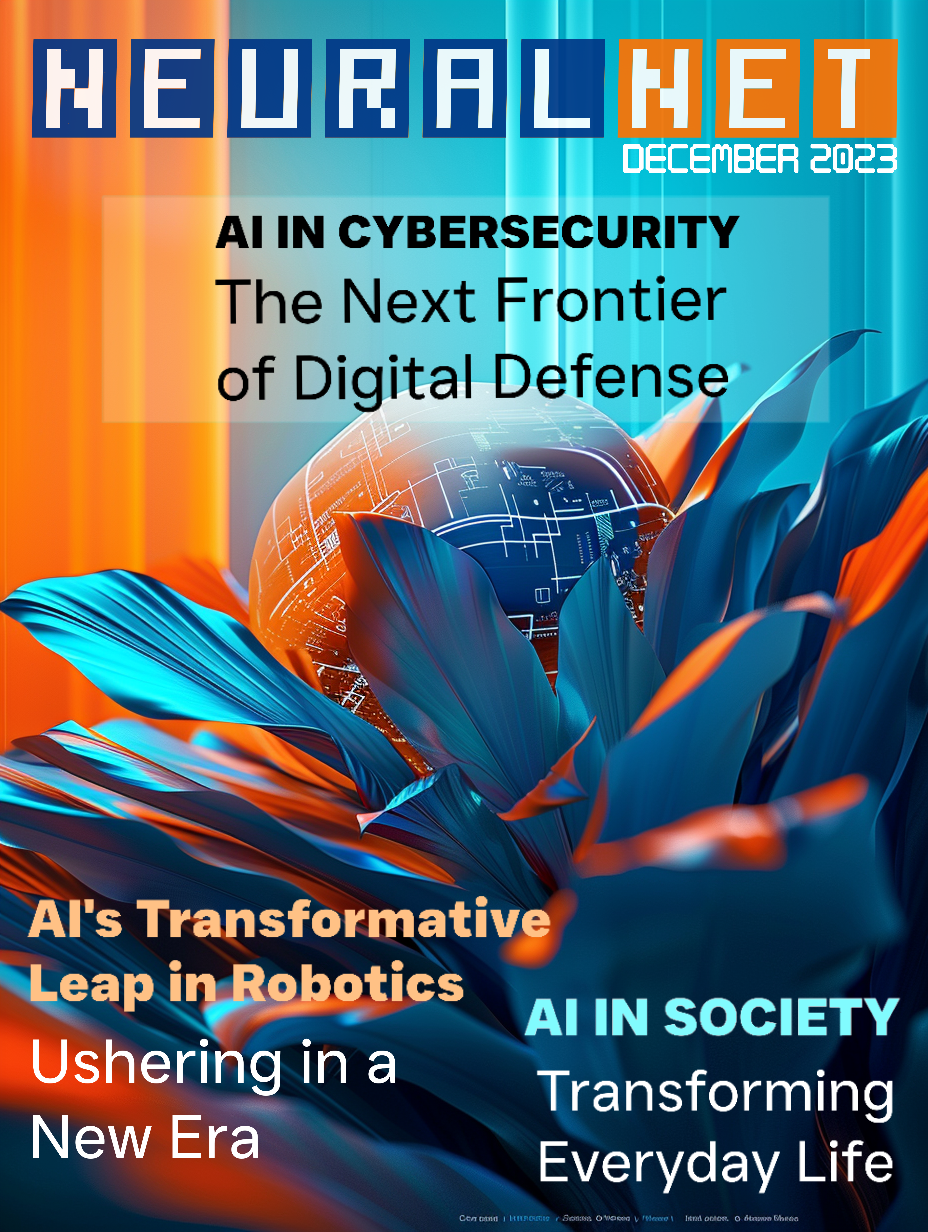 NEURALNET
DECEMBER 2023
AI IN CYBERSECURITY
The Next Frontier
of Digital Defense
AI's Transformative
Leap in Robotics
Ushering in a
New Era
AI IN SOCIETY
Transforming
Everyday Life